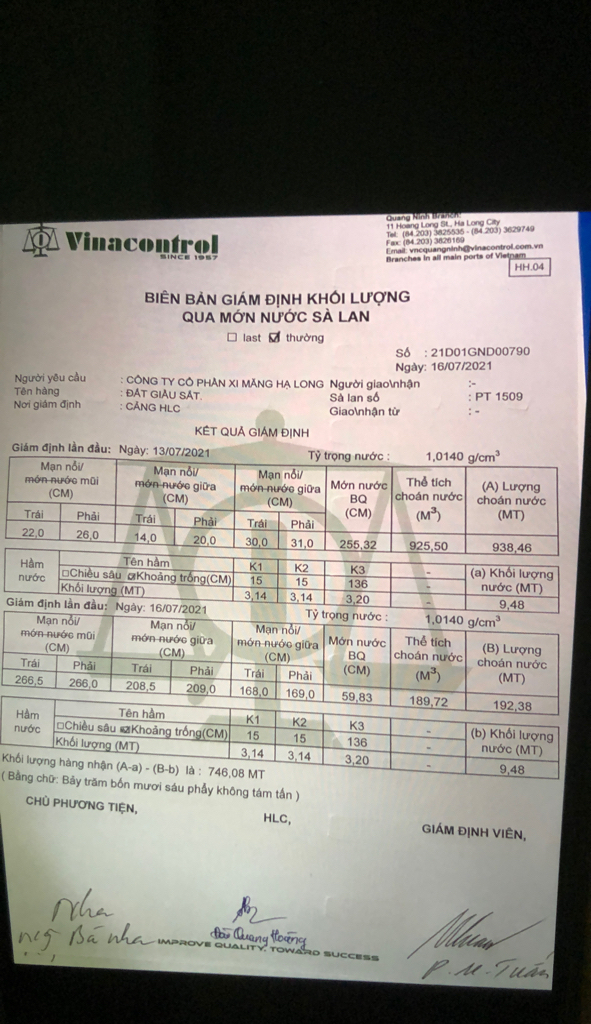 Vinacontrol
SINCE 1957
Quang Ninh Branch:
11 Hoang Long St., Ha Long City
Tel: (84.203) 3825535 - (84.203) 3629749
Fax: (84.203) 3826169
Email: vncquangninh@vinacontrol.com.vn
Branches in all main ports of Vietnam
HH.04
BIÊN BẢN GIÁM ĐỊNH KHỐI LƯỢNG
QUA MỚN NƯỚC SÀ LAN
☐ last ☑ thường
Số : 21D01GND00790
Ngày: 16/07/2021
Người yêu cầu : CÔNG TY CỔ PHẦN XI MĂNG HẠ LONG Người giao\nhận :-
Tên hàng : ĐẤT GIÀU SẮT. Sà lan số : PT 1509
Nơi giám định : CẢNG HLC Giao\nhận từ : -
KẾT QUẢ GIÁM ĐỊNH
Giám định lần đầu: Ngày: 13/07/2021 Tỷ trọng nước : 1,0140 g/cm³
Mạn nổi/ món nước mũi (CM) Mạn nổi/ món nước giữa (CM) Mạn nổi/ món nước giữa (CM) Mớn nước BQ (CM) Thể tích choán nước (M³) (A) Lượng choán nước (MT)
Trái Phải Trái Phải Trái Phải
22,0 26,0 14,0 20,0 30,0 31,0 255,32 925,50 938,46
Hầm nước Tên hầm K1 K2 K3 - (a) Khối lượng nước (MT)
☐Chiều sâu ☑Khoảng trống(CM) 15 15 136 -
Khối lượng (MT) 3,14 3,14 3,20 - 9,48
Giám định lần đầu: Ngày: 16/07/2021 Tỷ trọng nước : 1,0140 g/cm³
Mạn nổi/ món nước mũi (CM) Mạn nổi/ món nước giữa (CM) Mạn nổi/ món nước giữa (CM) Mớn nước BQ (CM) Thể tích choán nước (M³) (B) Lượng choán nước (MT)
Trái Phải Trái Phải Trái Phải
266,5 266,0 208,5 209,0 168,0 169,0 59,83 189,72 192,38
Hầm nước Tên hầm K1 K2 K3 - (b) Khối lượng nước (MT)
☐Chiều sâu ☑Khoảng trống(CM) 15 15 136 -
Khối lượng (MT) 3,14 3,14 3,20 - 9,48
Khối lượng hàng nhận (A-a) - (B-b) là : 746,08 MT
( Bằng chữ: Bảy trăm bốn mươi sáu phẩy không tám tấn )
CHỦ PHƯƠNG TIỆN, HLC, GIÁM ĐỊNH VIÊN,
Nha
Bá nha
Quang Hoàng
IMPROVE QUALITY, TOWARD SUCCESS
P. M. Tuấn